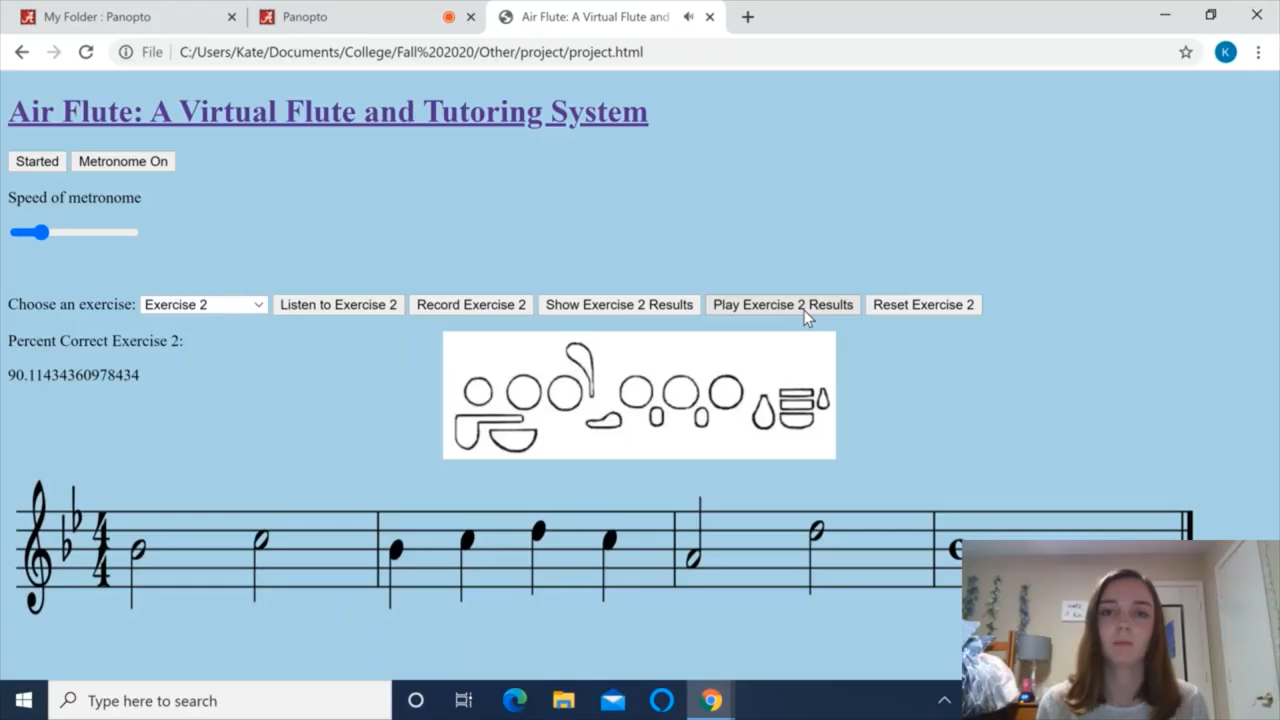 My Folder : Panopto
Panopto
Air Flute: A Virtual Flute and
File
C:/Users/Kate/Documents/College/Fall%202020/Other/project/project.html
K
Air Flute: A Virtual Flute and Tutoring System
Started
Metronome On
Speed of metronome
Choose an exercise:
Exercise 2
Listen to Exercise 2
Record Exercise 2
Show Exercise 2 Results
Play Exercise 2 Results
Reset Exercise 2
Percent Correct Exercise 2:
90.11434360978434
4
4
Type here to search